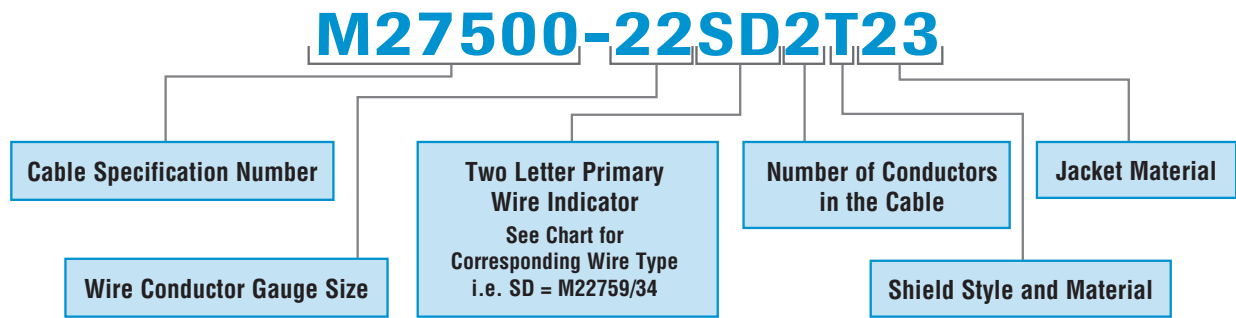 M27500-22SD2T23
Cable Specification Number
Wire Conductor Gauge Size
Two Letter Primary
Wire Indicator
See Chart for
Corresponding Wire Type
i.e. SD = M22759/34
Number of Conductors
in the Cable
Shield Style and Material
Jacket Material